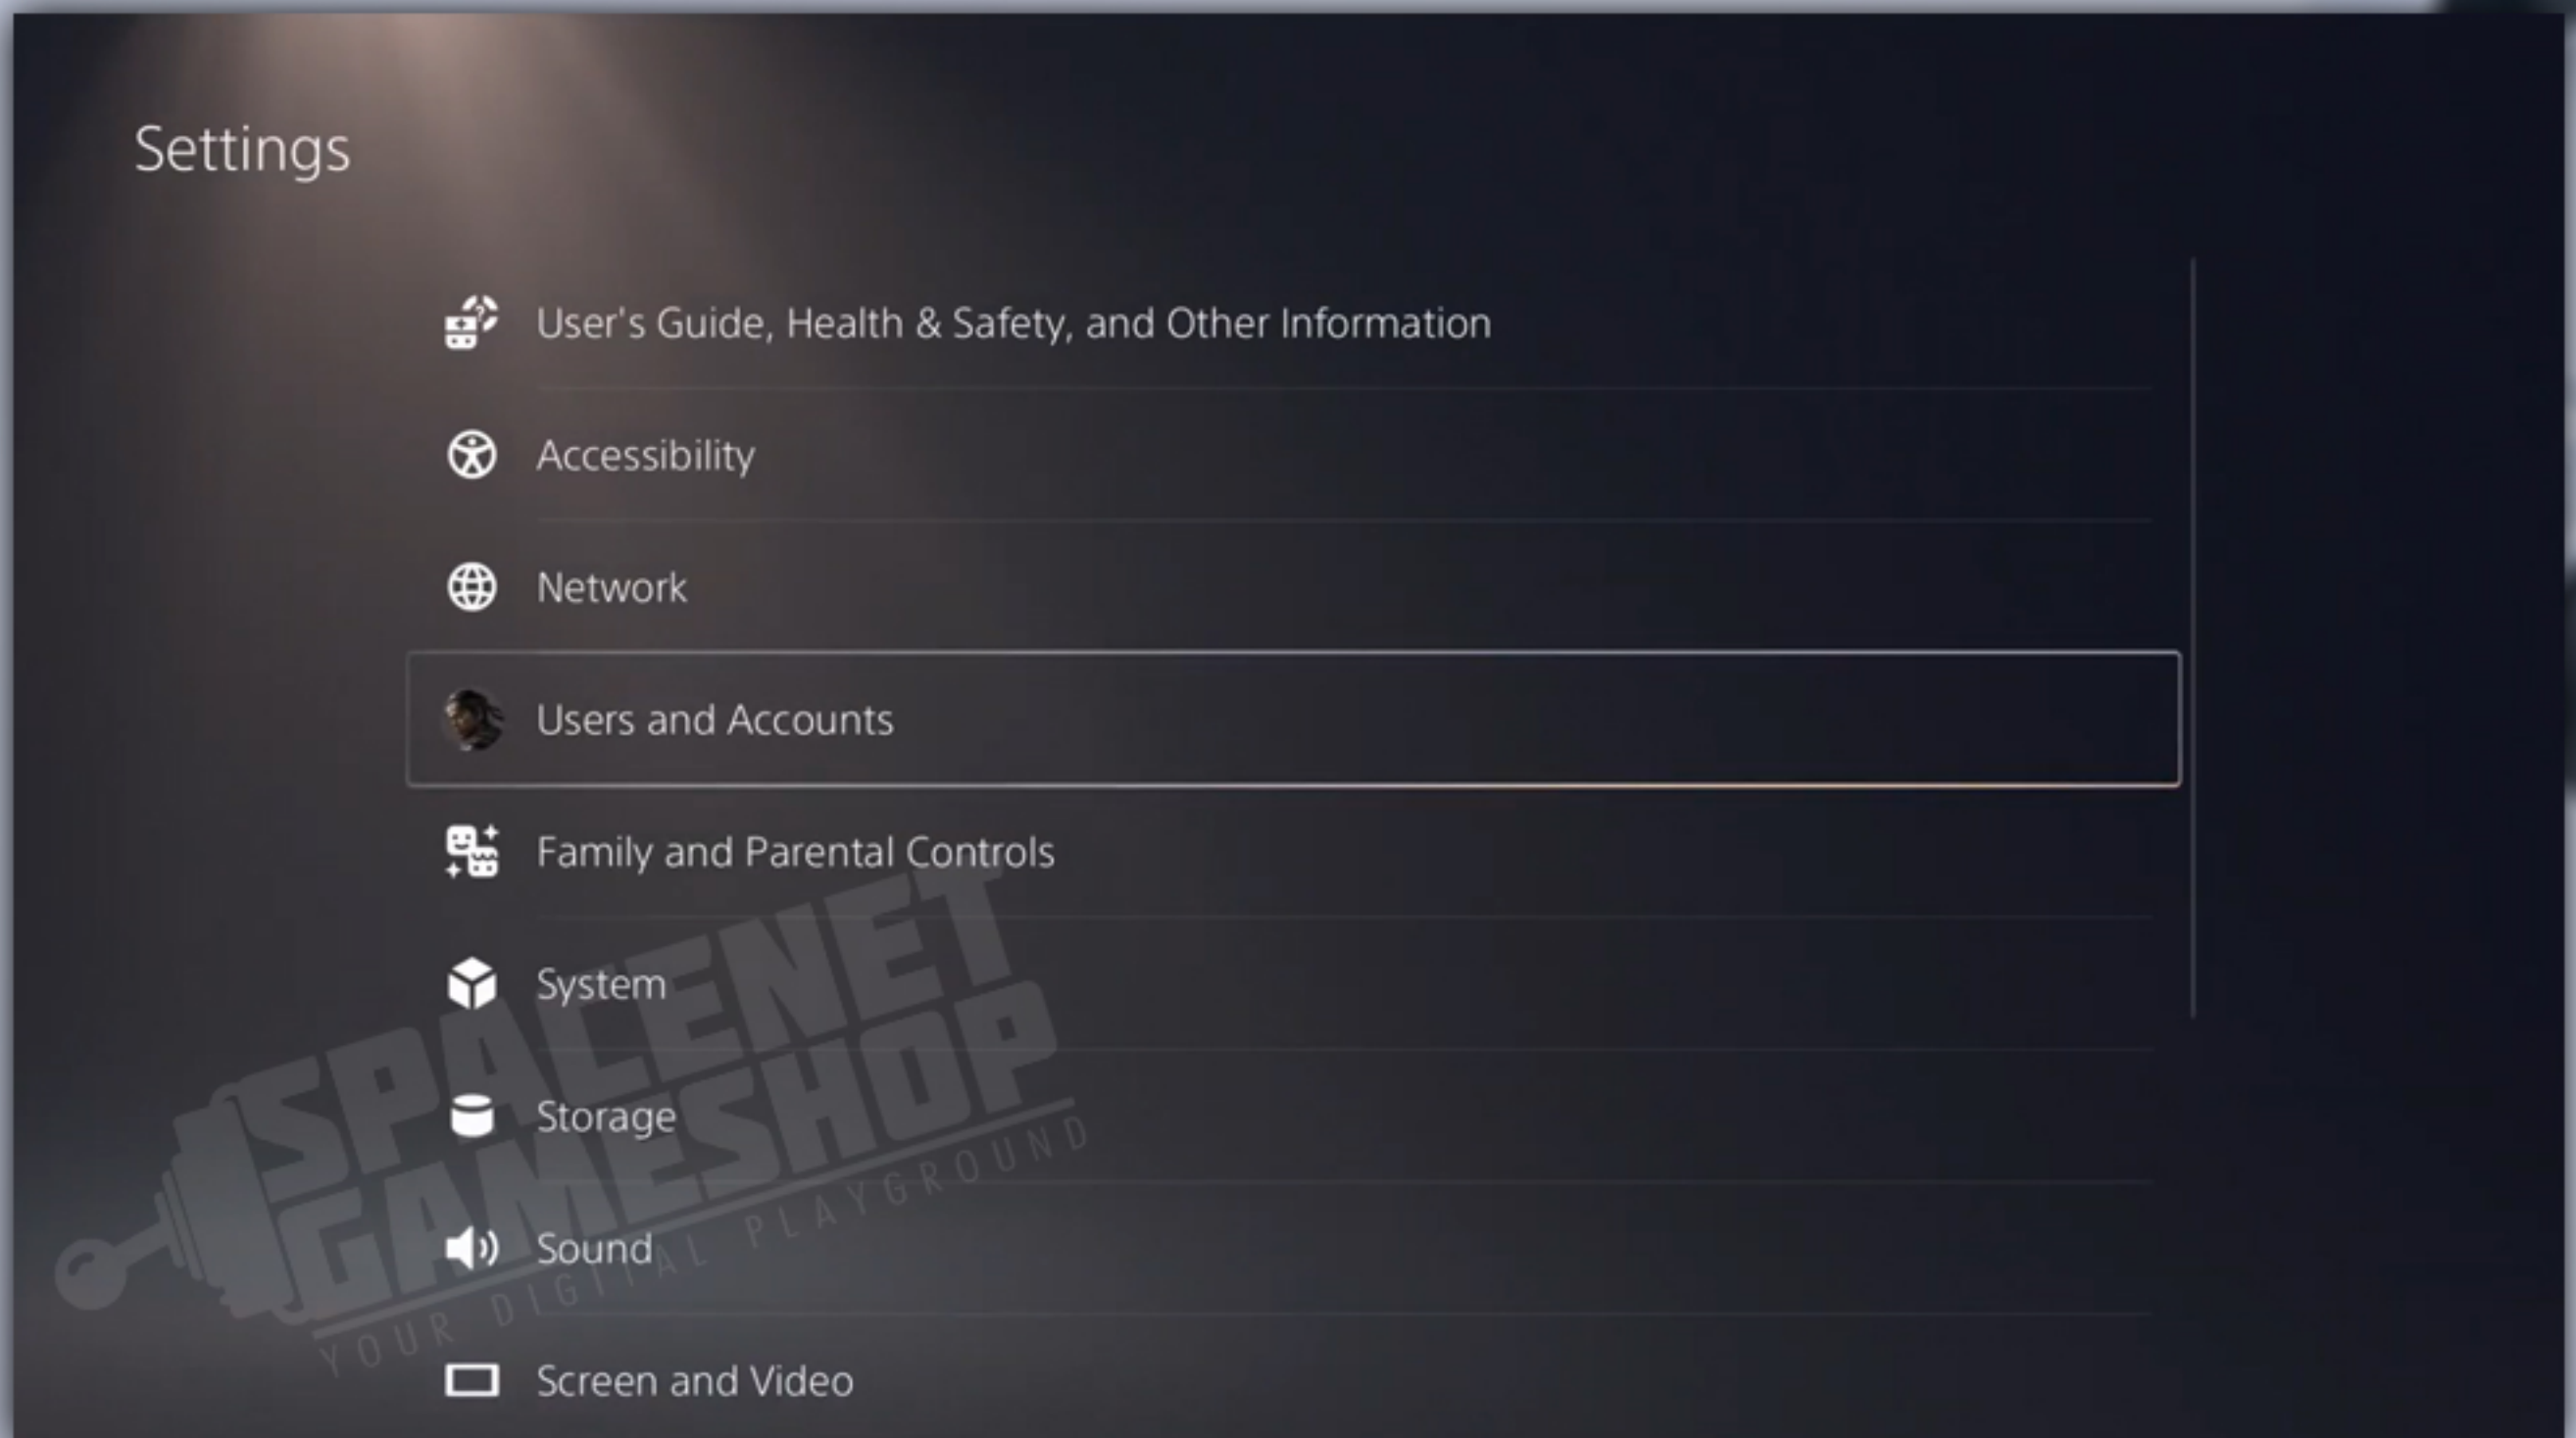 Settings
User's Guide, Health & Safety, and Other Information
Accessibility
Network
Users and Accounts
Family and Parental Controls
System
Storage
Sound
Screen and Video
SPACENET
GAMESHOP
YOUR DIGITAL PLAYGROUND